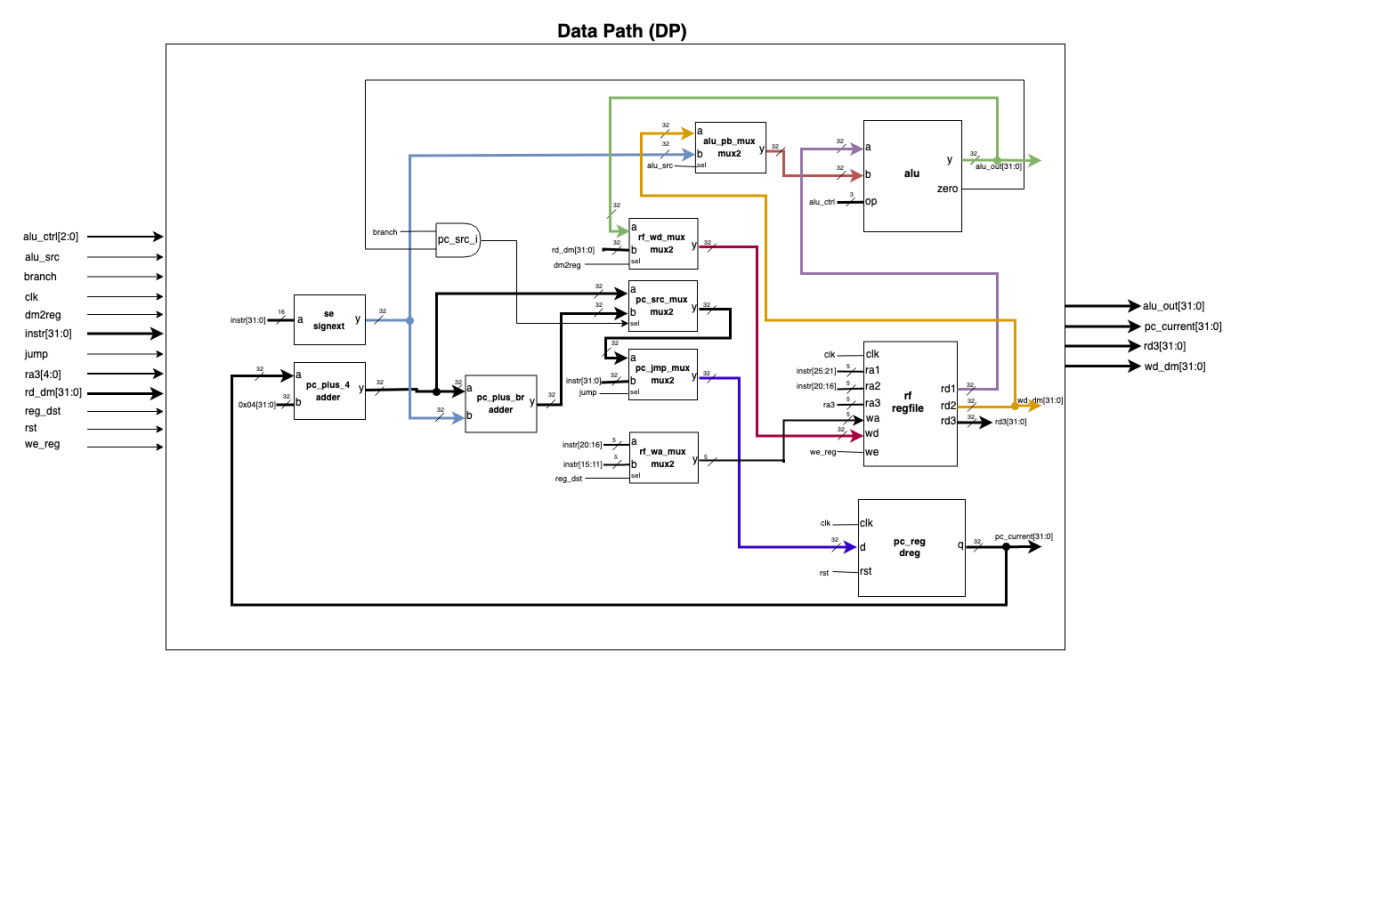 Data Path (DP)
alu_ctrl[2:0]
alu_src
branch
clk
dm2reg
instr[31:0]
jump
ra3[4:0]
rd_dm[31:0]
reg_dst
rst
we_reg
32
a
32
b
alu_src
sel
alu_pb_mux
mux2
y
32
32
a
32
b
alu_ctrl
3
op
alu
y
32
alu_out[31:0]
zero
branch
pc_src_i
32
a
rd_dm[31:0]
32
b
dm2reg
sel
rf_wd_mux
mux2
y
32
instr[31:0]
16
a
se
signext
y
32
32
a
32
b
sel
pc_src_mux
mux2
y
32
32
a
instr[31:0]
32
b
jump
sel
pc_jmp_mux
mux2
y
32
32
a
0x04[31:0]
32
b
pc_plus_4
adder
y
32
32
a
32
b
pc_plus_br
adder
y
32
instr[20:16]
5
a
instr[15:11]
5
b
reg_dst
sel
rf_wa_mux
mux2
y
5
clk
clk
instr[25:21]
5
ra1
instr[20:16]
5
ra2
ra3
5
ra3
5
wa
32
wd
we_reg
we
rf
regfile
rd1
32
rd2
32
wd_dm[31:0]
rd3
32
rd3[31:0]
clk
clk
32
d
rst
rst
pc_reg
dreg
q
32
pc_current[31:0]
alu_out[31:0]
pc_current[31:0]
rd3[31:0]
wd_dm[31:0]